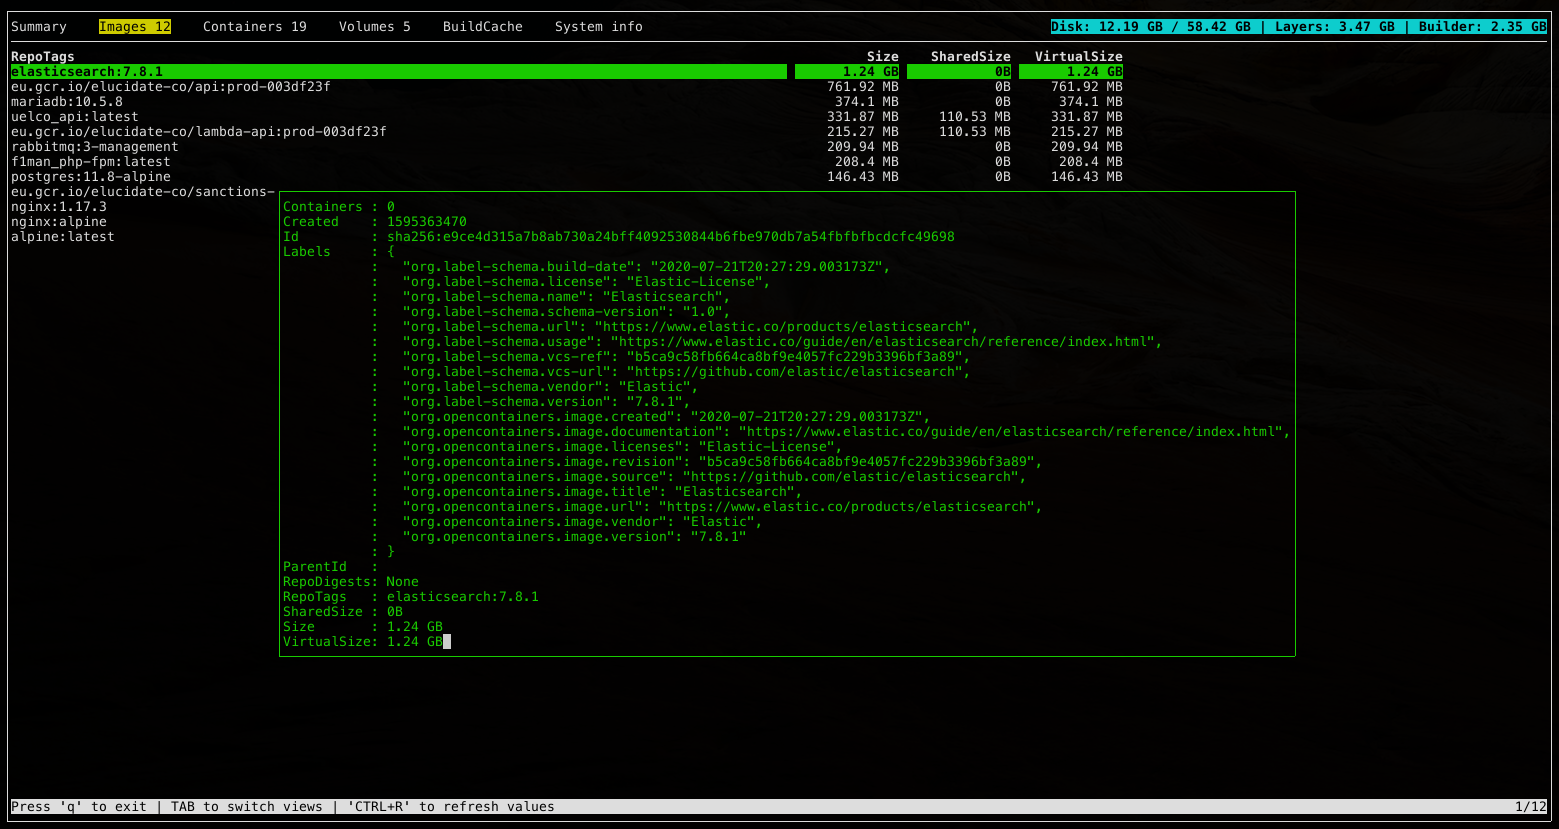 Summary    Images 12    Containers 19    Volumes 5    BuildCache    System info    Disk: 12.19 GB / 58.42 GB | Layers: 3.47 GB | Builder: 2.35 GB
RepoTags    Size    SharedSize    VirtualSize
elasticsearch:7.8.1    1.24 GB    0B    1.24 GB
eu.gcr.io/elucidate-co/api:prod-003df23f    761.92 MB    0B    761.92 MB
mariadb:10.5.8    374.1 MB    0B    374.1 MB
uelco_api:latest    331.87 MB    110.53 MB    331.87 MB
eu.gcr.io/elucidate-co/lambda-api:prod-003df23f    215.27 MB    110.53 MB    215.27 MB
rabbitmq:3-management    209.94 MB    0B    209.94 MB
f1man_php-fpm:latest    208.4 MB    0B    208.4 MB
postgres:11.8-alpine    146.43 MB    0B    146.43 MB
eu.gcr.io/elucidate-co/sanctions-
nginx:1.17.3
nginx:alpine
alpine:latest
Containers : 0
Created    : 1595363470
Id         : sha256:e9ce4d315a7b8ab730a24bff4092530844b6fbe970db7a54fbfbfbcdcfc49698
Labels     : {
           :   "org.label-schema.build-date": "2020-07-21T20:27:29.003173Z",
           :   "org.label-schema.license": "Elastic-License",
           :   "org.label-schema.name": "Elasticsearch",
           :   "org.label-schema.schema-version": "1.0",
           :   "org.label-schema.url": "https://www.elastic.co/products/elasticsearch",
           :   "org.label-schema.usage": "https://www.elastic.co/guide/en/elasticsearch/reference/index.html",
           :   "org.label-schema.vcs-ref": "b5ca9c58fb664ca8bf9e4057fc229b3396bf3a89",
           :   "org.label-schema.vcs-url": "https://github.com/elastic/elasticsearch",
           :   "org.label-schema.vendor": "Elastic",
           :   "org.label-schema.version": "7.8.1",
           :   "org.opencontainers.image.created": "2020-07-21T20:27:29.003173Z",
           :   "org.opencontainers.image.documentation": "https://www.elastic.co/guide/en/elasticsearch/reference/index.html",
           :   "org.opencontainers.image.licenses": "Elastic-License",
           :   "org.opencontainers.image.revision": "b5ca9c58fb664ca8bf9e4057fc229b3396bf3a89",
           :   "org.opencontainers.image.source": "https://github.com/elastic/elasticsearch",
           :   "org.opencontainers.image.title": "Elasticsearch",
           :   "org.opencontainers.image.url": "https://www.elastic.co/products/elasticsearch",
           :   "org.opencontainers.image.vendor": "Elastic",
           :   "org.opencontainers.image.version": "7.8.1"
           : }
ParentId   :
RepoDigests: None
RepoTags   : elasticsearch:7.8.1
SharedSize : 0B
Size       : 1.24 GB
VirtualSize: 1.24 GB
Press 'q' to exit | TAB to switch views | 'CTRL+R' to refresh values    1/12